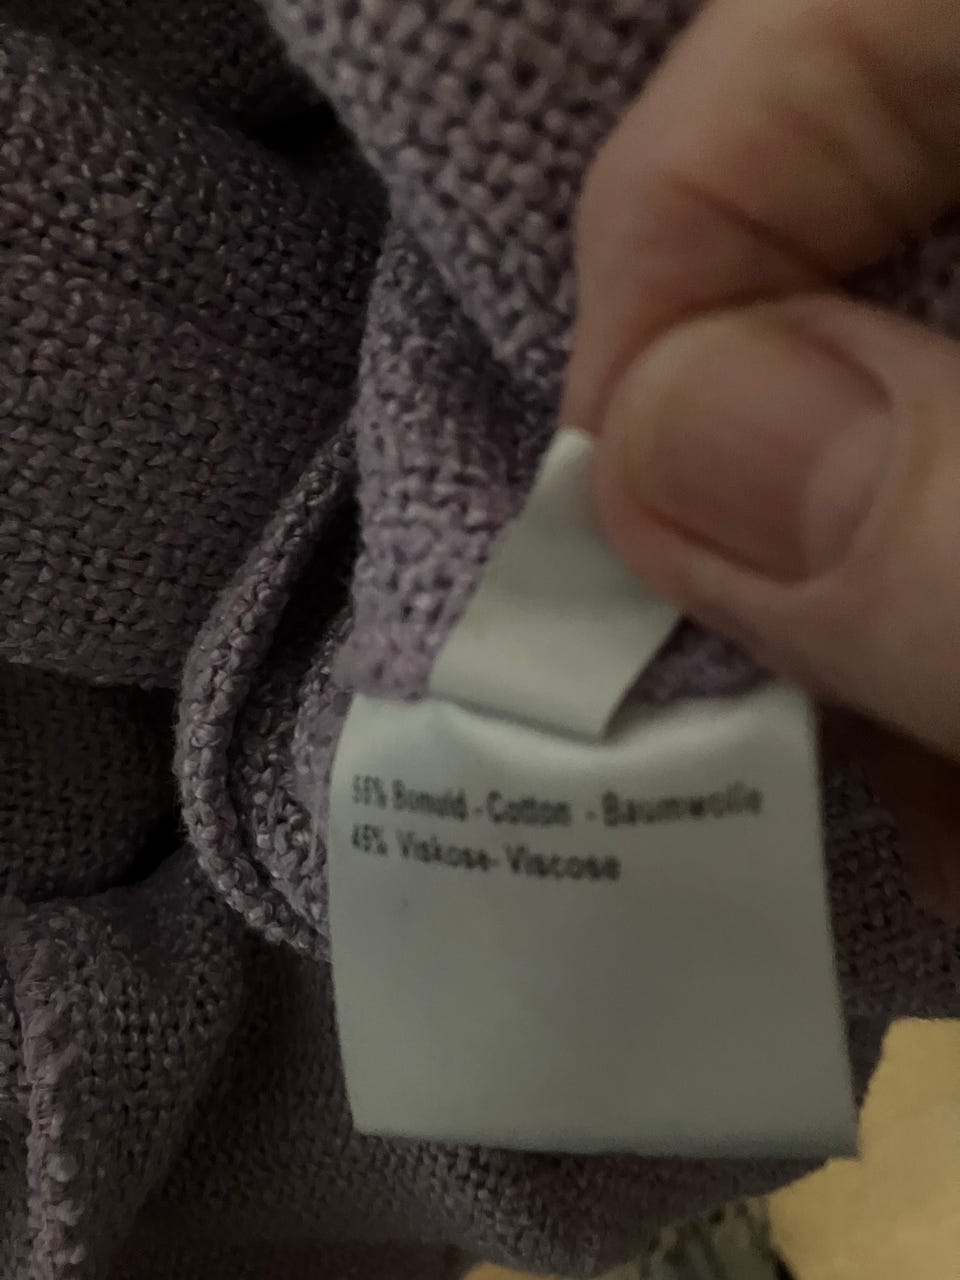 55% Bomuld - Cotton - Baumwolle
45% Viskose- Viscose